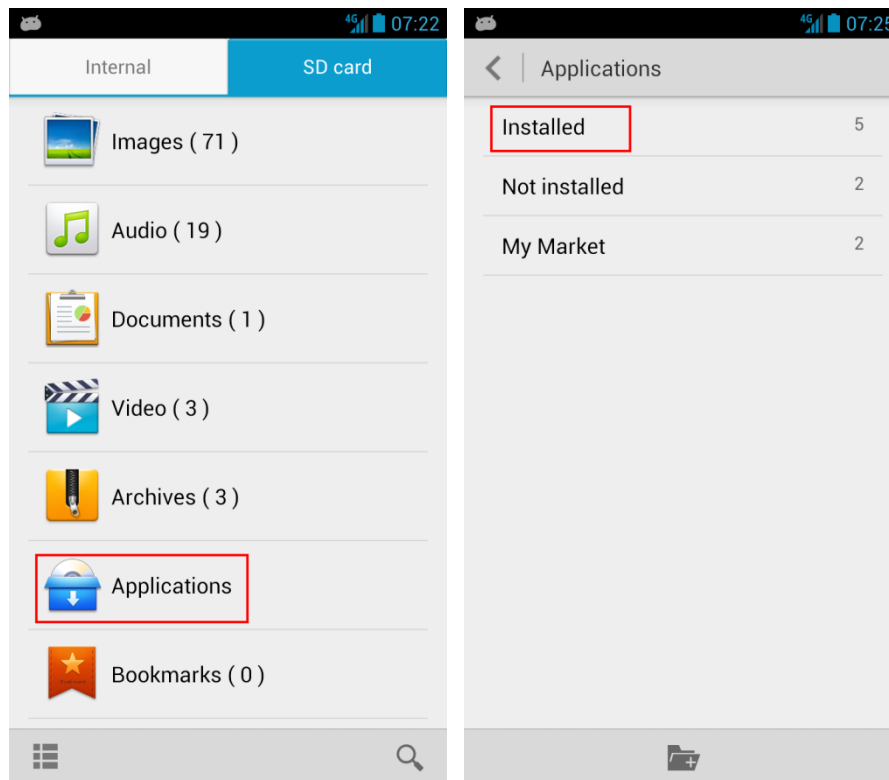 4G 07:22
Internal SD card
Images ( 71 )
Audio ( 19 )
Documents ( 1 )
Video ( 3 )
Archives ( 3 )
Applications
Bookmarks ( 0 )
4G 07:25
Applications
Installed 5
Not installed 2
My Market 2